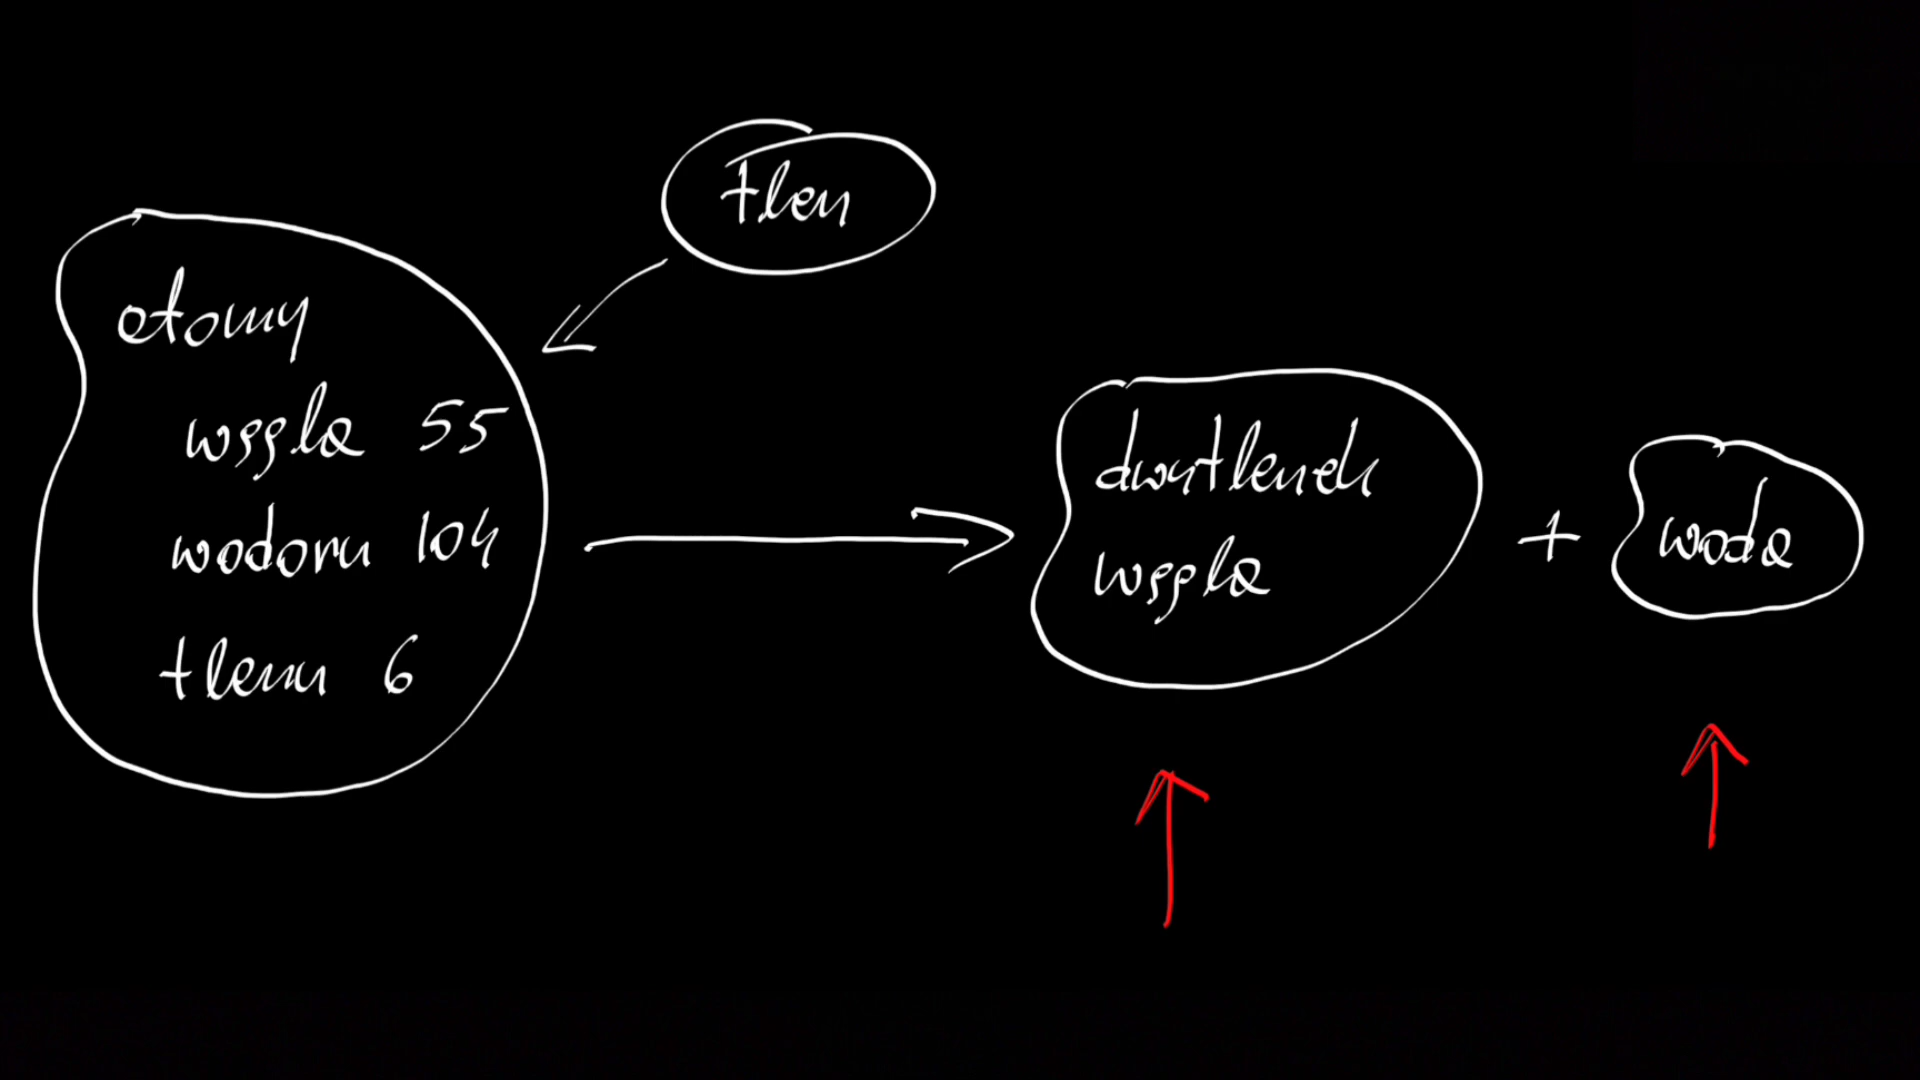 tlen
atomy
węgla 55
wodoru 104
tlenu 6
dwutlenek
węgla
+
woda